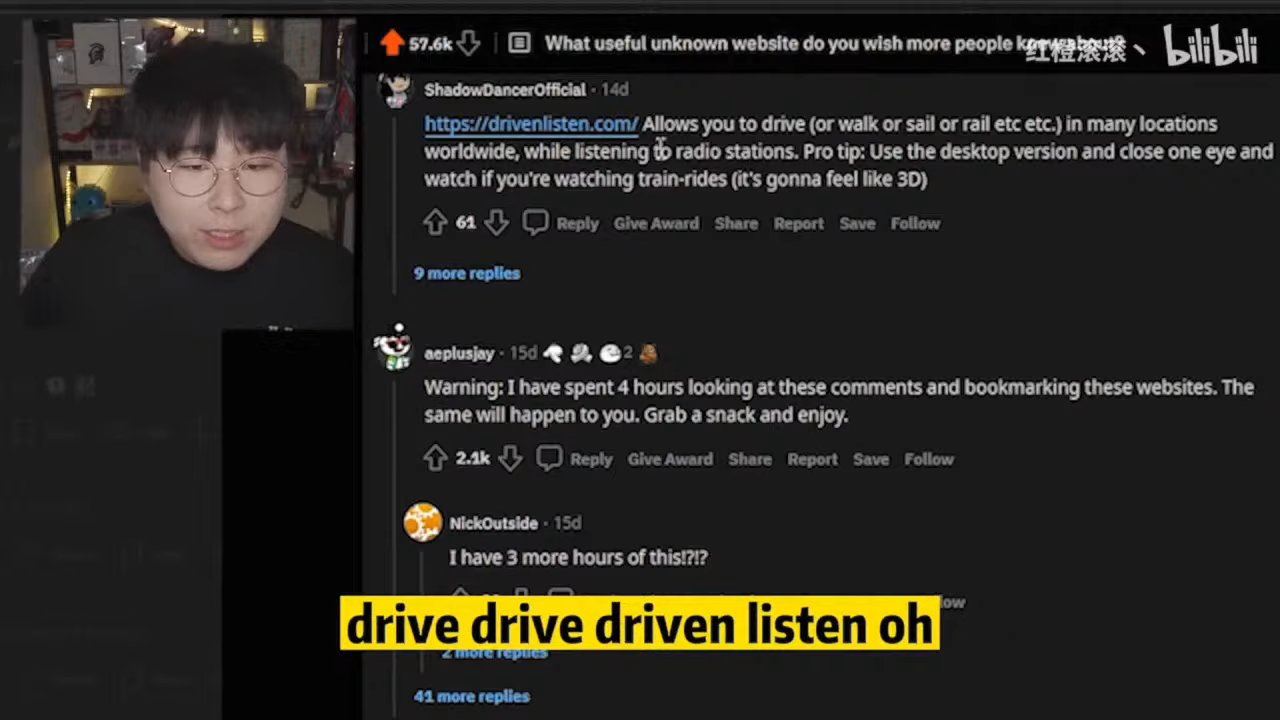 57.6k What useful unknown website do you wish more people
红橙滚滚、 bilibili
ShadowDancerOfficial · 14d
https://drivenlisten.com/ Allows you to drive (or walk or sail or rail etc etc.) in many locations
worldwide, while listening to radio stations. Pro tip: Use the desktop version and close one eye and
watch if you're watching train-rides (it's gonna feel like 3D)
61 Reply Give Award Share Report Save Follow
9 more replies
aeplusjay · 15d 2
Warning: I have spent 4 hours looking at these comments and bookmarking these websites. The
same will happen to you. Grab a snack and enjoy.
2.1k Reply Give Award Share Report Save Follow
NickOutside · 15d
I have 3 more hours of this!?!?
drive drive driven listen oh
2 more replies
41 more replies